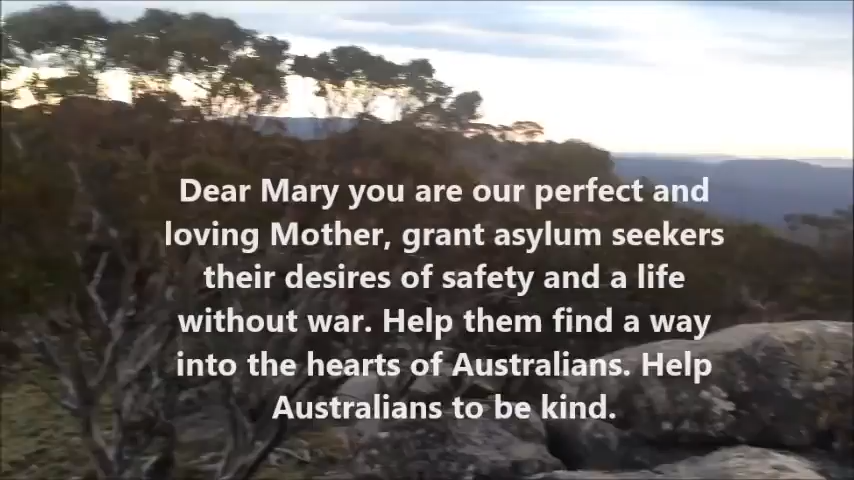 Dear Mary you are our perfect and
loving Mother, grant asylum seekers
their desires of safety and a life
without war. Help them find a way
into the hearts of Australians. Help
Australians to be kind.